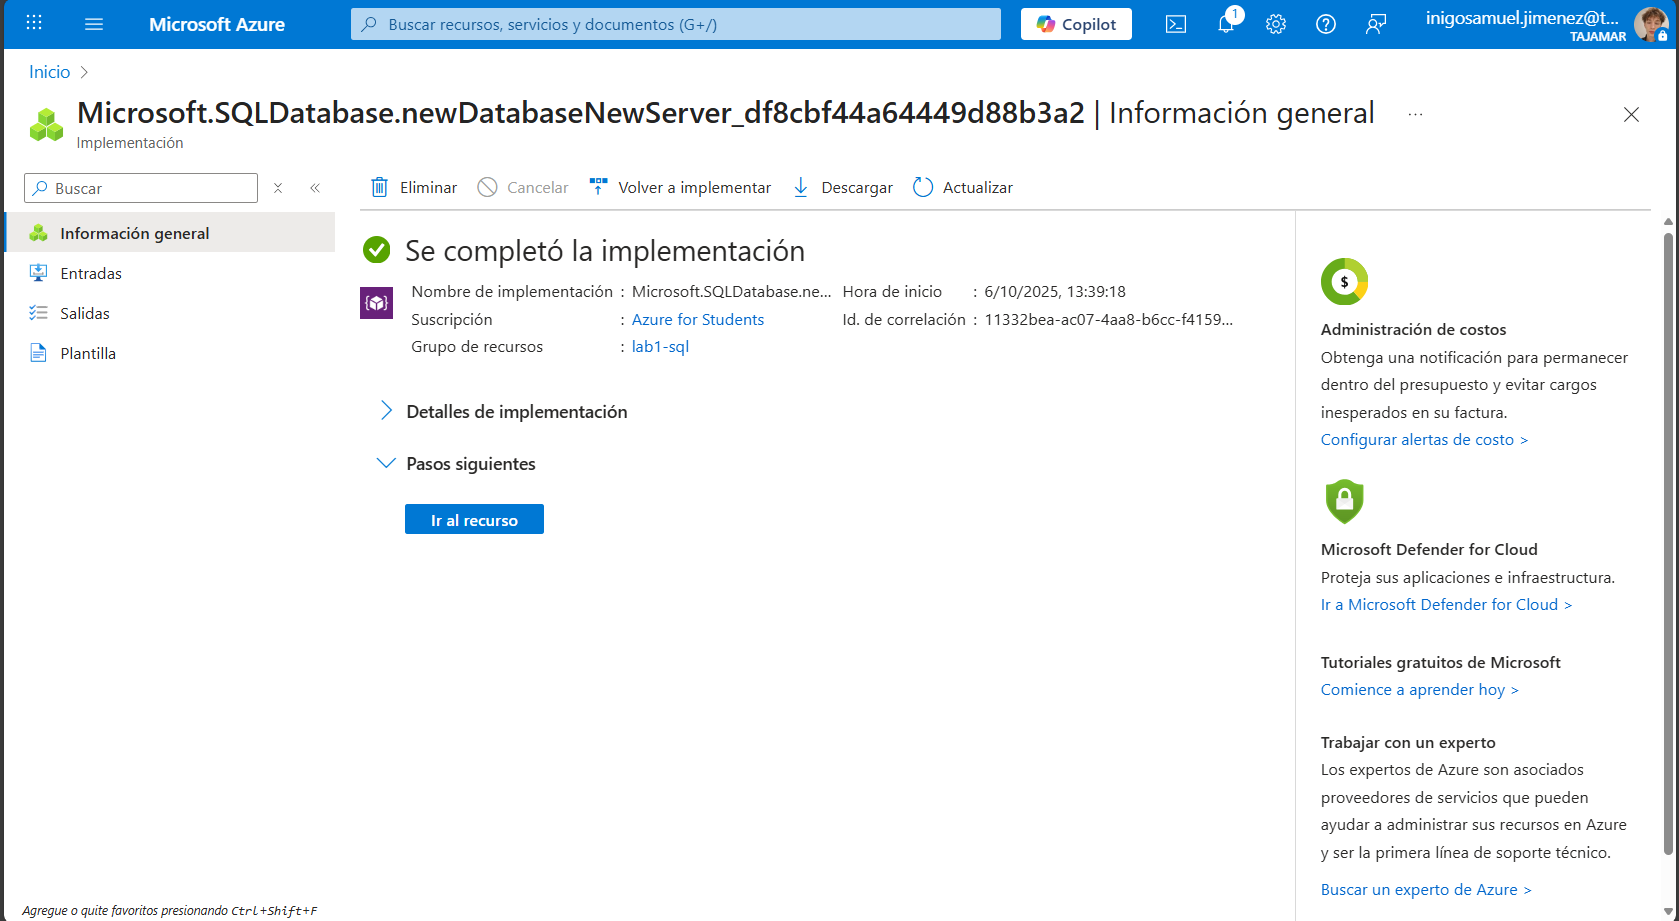 Microsoft Azure
Buscar recursos, servicios y documentos (G+/)
Copilot
1
inigosamuel.jimenez@t...
TAJAMAR
Inicio
Microsoft.SQLDatabase.newDatabaseNewServer_df8cbf44a64449d88b3a2 | Información general
...
Implementación
Buscar
Eliminar
Cancelar
Volver a implementar
Descargar
Actualizar
Información general
Entradas
Salidas
Plantilla
Se completó la implementación
Nombre de implementación : Microsoft.SQLDatabase.ne...
Suscripción : Azure for Students
Grupo de recursos : lab1-sql
Hora de inicio : 6/10/2025, 13:39:18
Id. de correlación : 11332bea-ac07-4aa8-b6cc-f4159...
Detalles de implementación
Pasos siguientes
Ir al recurso
$
Administración de costos
Obtenga una notificación para permanecer
dentro del presupuesto y evitar cargos
inesperados en su factura.
Configurar alertas de costo >
Microsoft Defender for Cloud
Proteja sus aplicaciones e infraestructura.
Ir a Microsoft Defender for Cloud >
Tutoriales gratuitos de Microsoft
Comience a aprender hoy >
Trabajar con un experto
Los expertos de Azure son asociados
proveedores de servicios que pueden
ayudar a administrar sus recursos en Azure
y ser la primera línea de soporte técnico.
Buscar un experto de Azure >
Agregue o quite favoritos presionando Ctrl+Shift+F